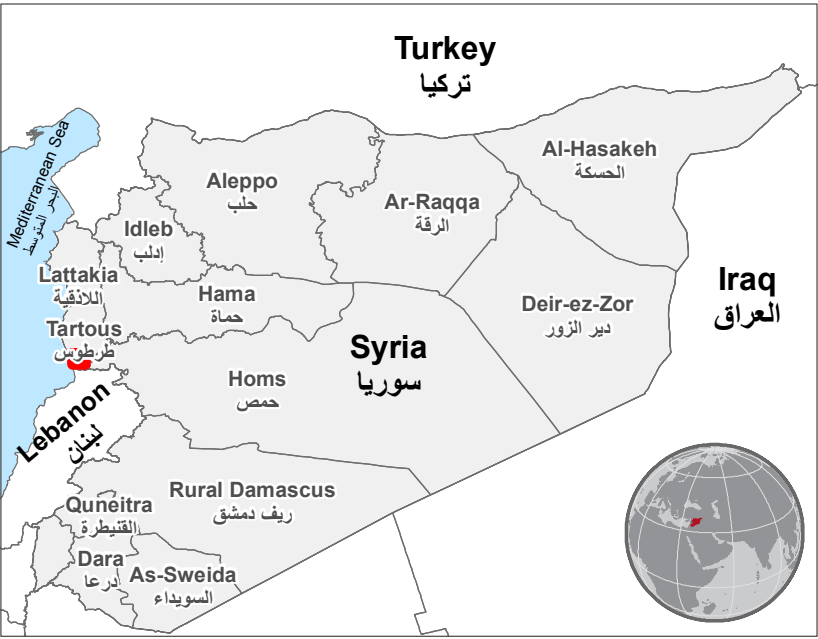 Turkey
تركيا
Mediterranean Sea
البحر المتوسط
Al-Hasakeh
الحسكة
Aleppo
حلب
Ar-Raqqa
الرقة
Idleb
إدلب
Lattakia
اللاذقية
Hama
حماة
Deir-ez-Zor
دير الزور
Iraq
العراق
Tartous
طرطوس
Syria
سوريا
Homs
حمص
Lebanon
لبنان
Rural Damascus
ريف دمشق
Quneitra
القنيطرة
Dara
درعا
As-Sweida
السويداء